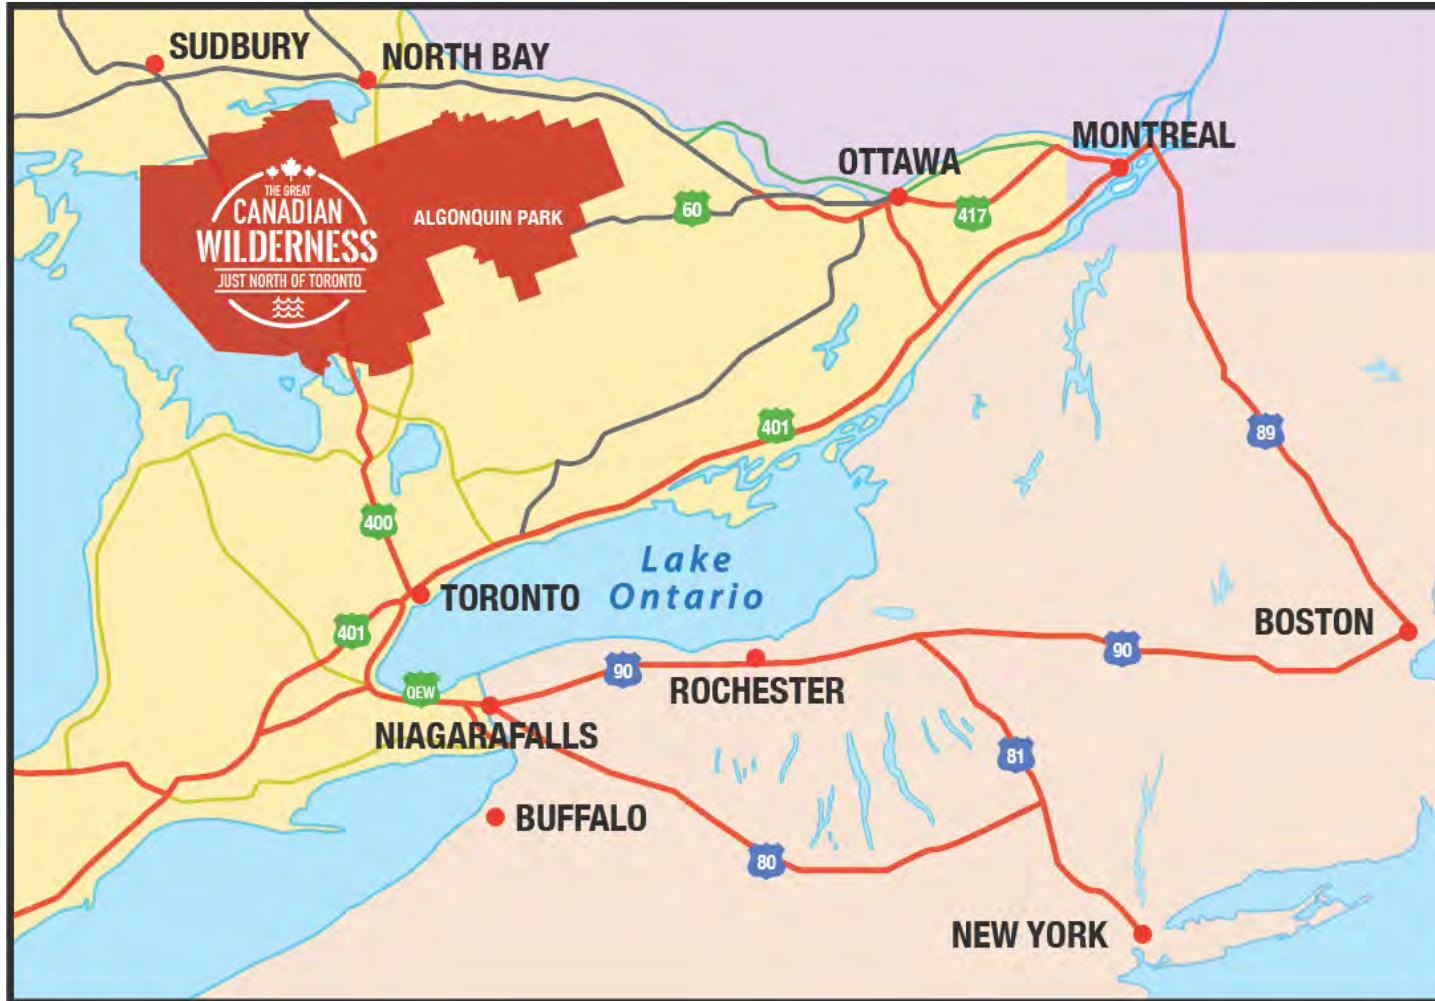 SUDBURY
NORTH BAY
MONTREAL
OTTAWA
THE GREAT
CANADIAN
WILDERNESS
JUST NORTH OF TORONTO
ALGONQUIN PARK
60
417
401
89
400
Lake
Ontario
TORONTO
401
BOSTON
90
90
QEW
ROCHESTER
NIAGARAFALLS
81
BUFFALO
80
NEW YORK